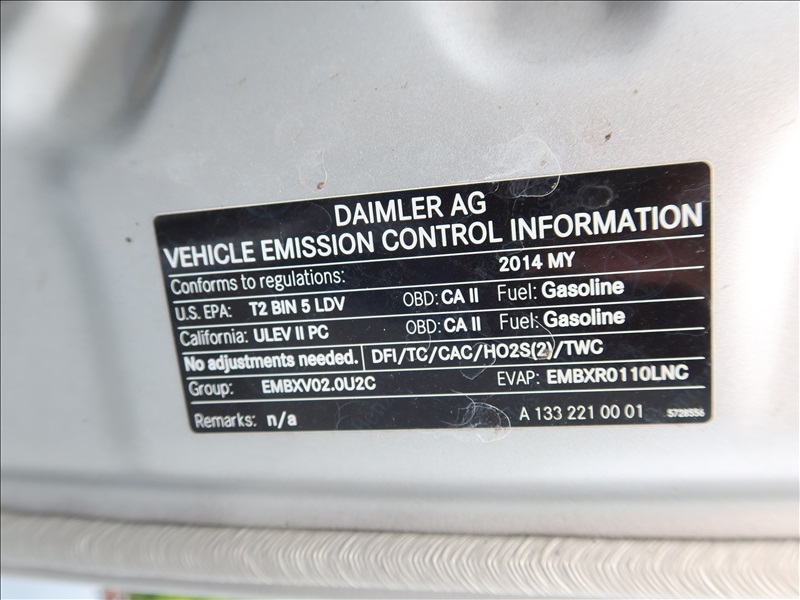 DAIMLER AG
VEHICLE EMISSION CONTROL INFORMATION
Conforms to regulations: 2014 MY
U.S. EPA: T2 BIN 5 LDV OBD: CA II Fuel: Gasoline
California: ULEV II PC OBD: CA II Fuel: Gasoline
No adjustments needed. DFI/TC/CAC/HO2S(2)/TWC
Group: EMBXV02.0U2C EVAP: EMBXR0110LNC
Remarks: n/a A 133 221 00 01 5728556